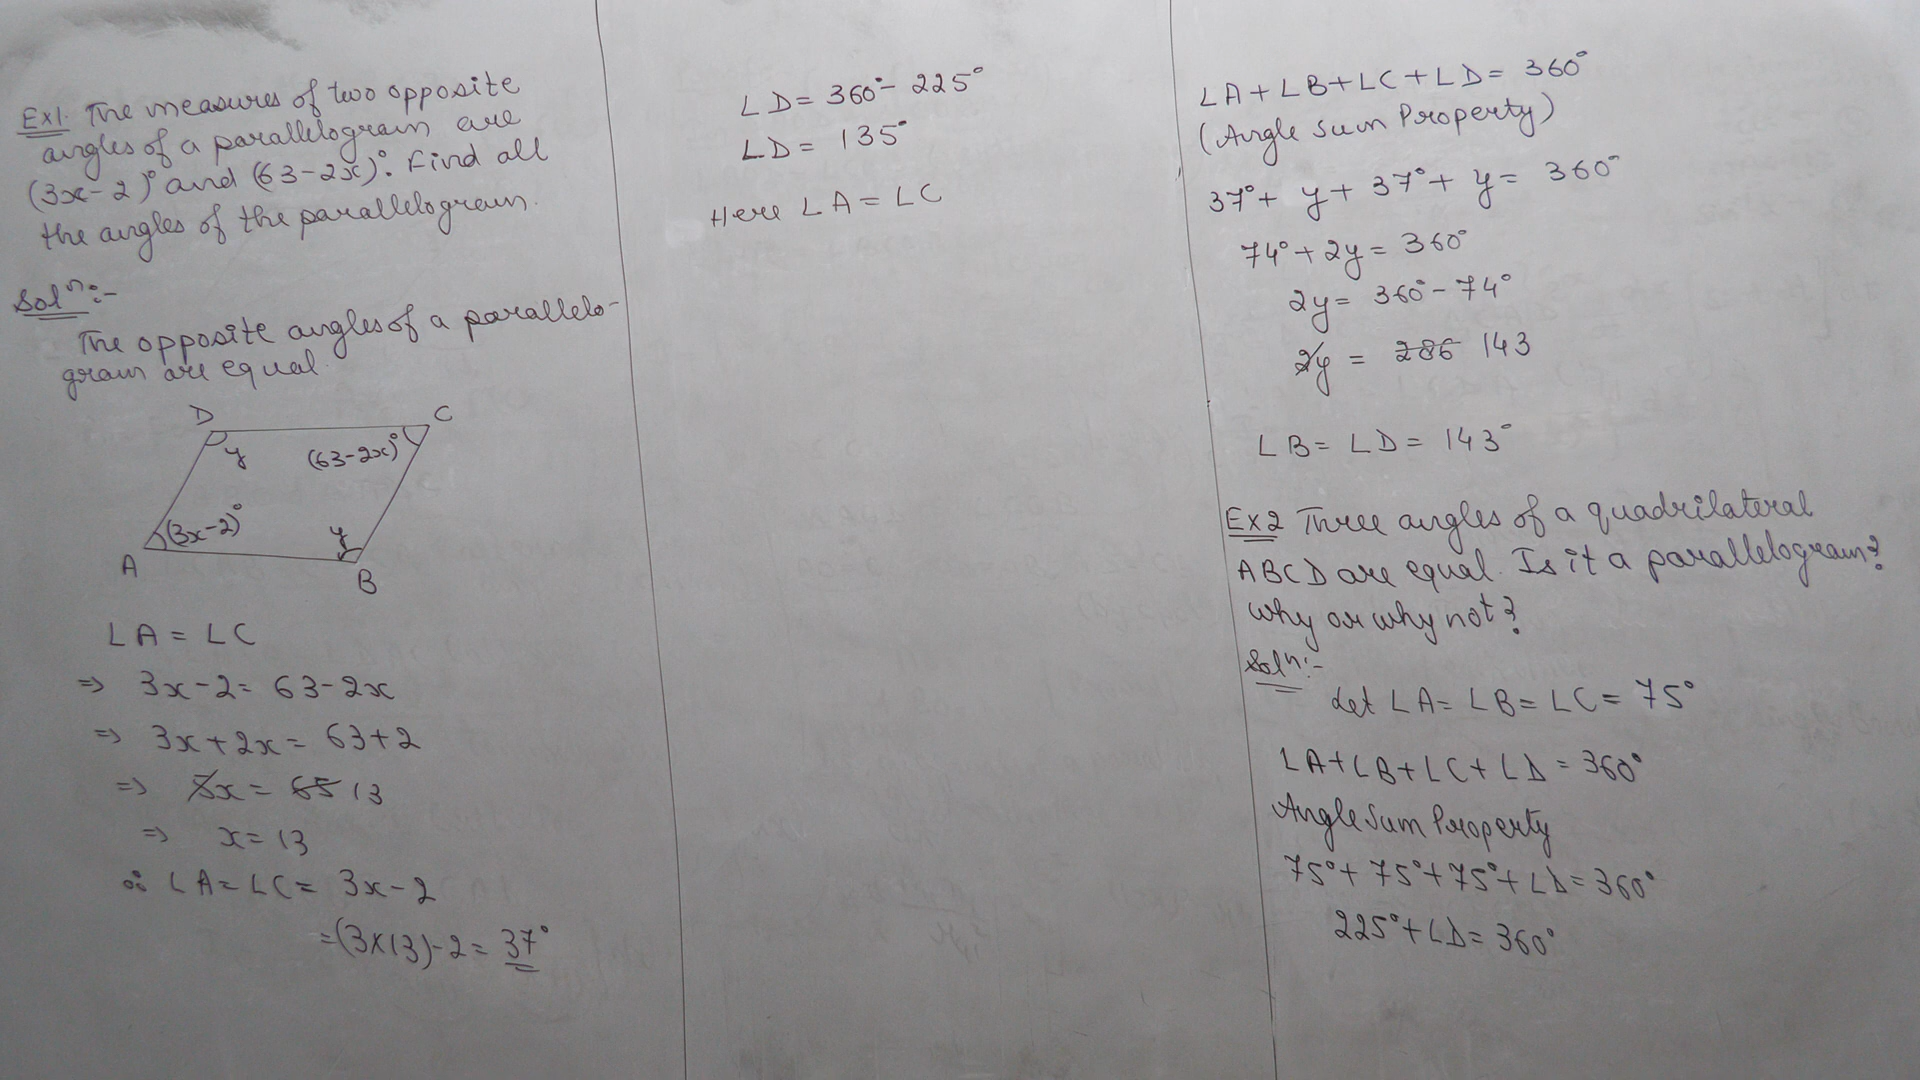 Ex1. The measures of two opposite
angles of a parallelogram are
(3x-2)° and (63-2x)°. Find all
the angles of the parallelogram.
Solⁿ:-
The opposite angles of a parallelo-
gram are equal.
D
C
y
(63-2x)°
(3x-2)°
y
A
B
∠A = ∠C
⇒ 3x-2 = 63-2x
⇒ 3x+2x = 63+2
⇒ 5x = 65 13
⇒ x = 13
∴ ∠A = ∠C = 3x-2
=(3×13)-2 = 37°
∠D = 360°- 225°
∠D = 135°
Here ∠A = ∠C
∠A+∠B+∠C+∠D = 360°
(Angle Sum Property)
37°+ y + 37°+ y = 360°
74°+2y = 360°
2y = 360°-74°
2y = 286 143
∠B = ∠D = 143°
Ex2 Three angles of a quadrilateral
ABCD are equal. Is it a parallelogram?
why or why not?
Solⁿ:-
Let ∠A = ∠B = ∠C = 75°
∠A+∠B+∠C+∠D = 360°
Angle Sum Property
75°+75°+75°+∠D = 360°
225°+∠D = 360°